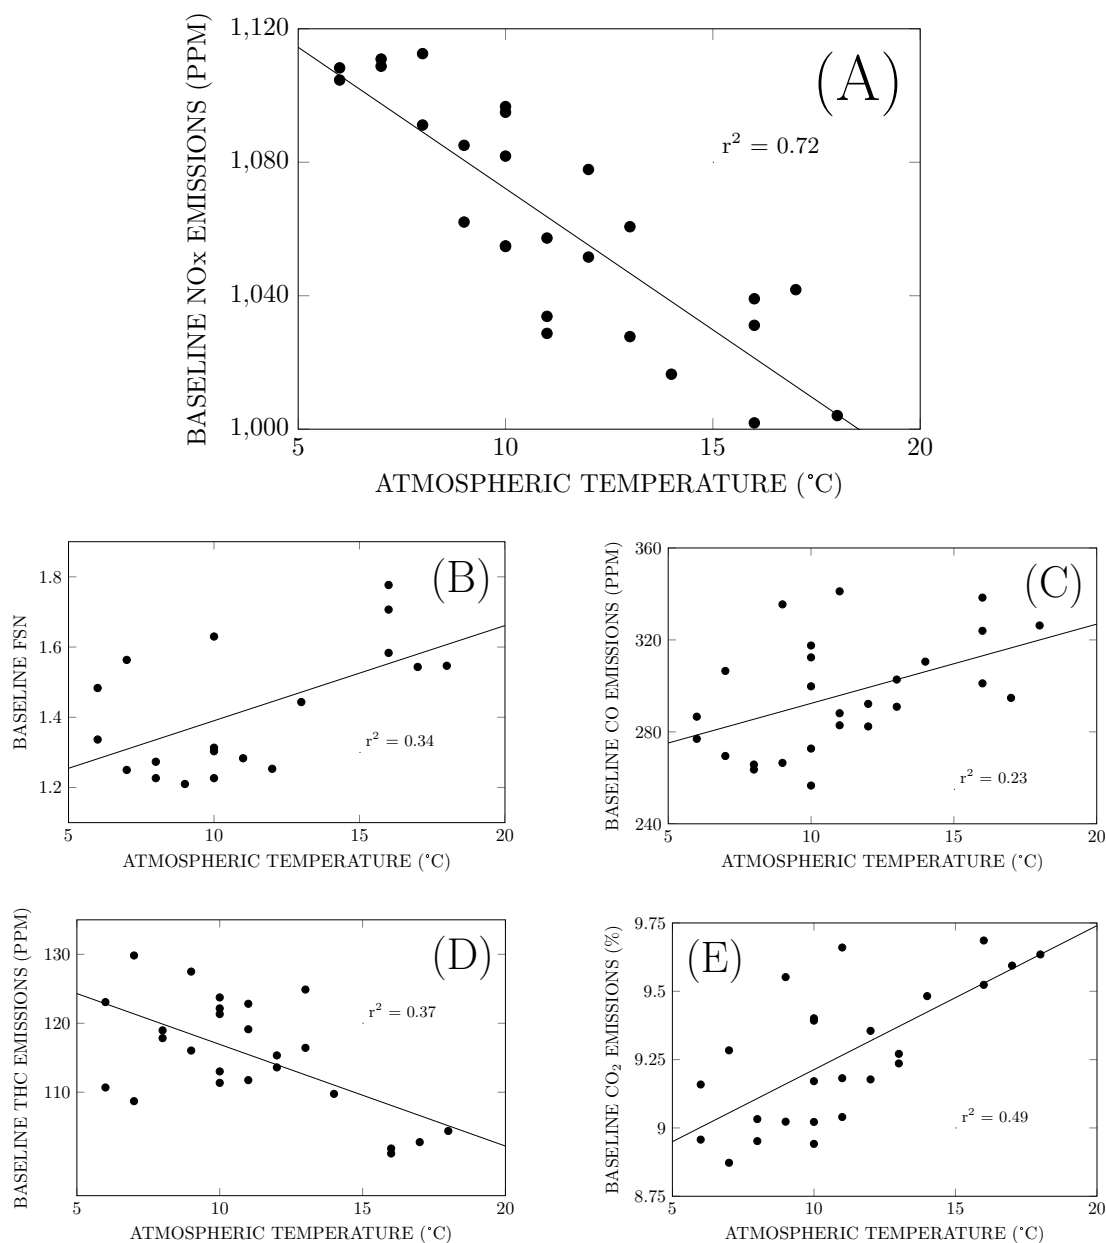 1,120
1,080
1,040
1,000
BASELINE NOx EMISSIONS (PPM)
(A)
r² = 0.72
5 10 15 20
ATMOSPHERIC TEMPERATURE (°C)
1.8
1.6
1.4
1.2
BASELINE FSN
(B)
r² = 0.34
5 10 15 20
ATMOSPHERIC TEMPERATURE (°C)
360
320
280
240
BASELINE CO EMISSIONS (PPM)
(C)
r² = 0.23
5 10 15 20
ATMOSPHERIC TEMPERATURE (°C)
130
120
110
BASELINE THC EMISSIONS (PPM)
(D)
r² = 0.37
5 10 15 20
ATMOSPHERIC TEMPERATURE (°C)
9.75
9.5
9.25
9
8.75
BASELINE CO₂ EMISSIONS (%)
(E)
r² = 0.49
5 10 15 20
ATMOSPHERIC TEMPERATURE (°C)